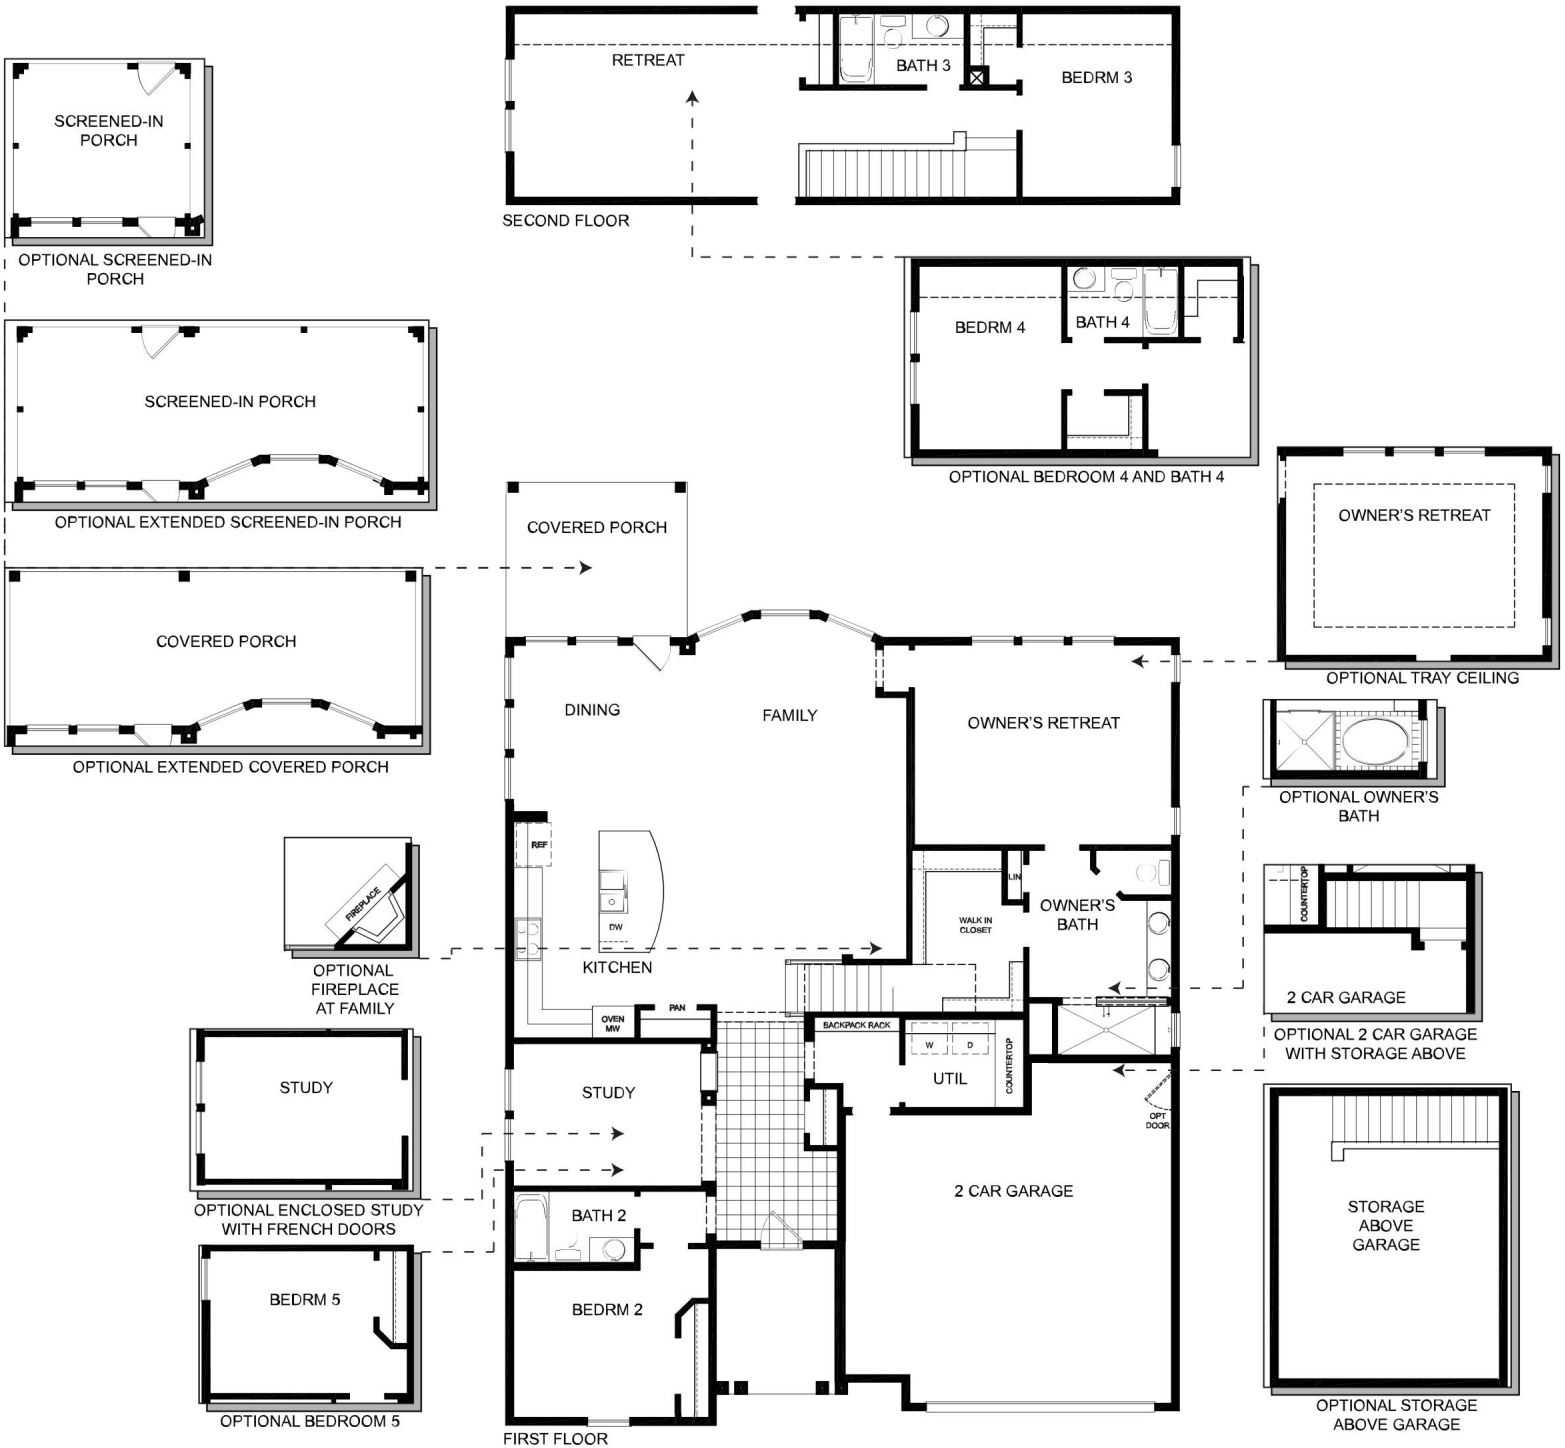 RETREAT
BATH 3
BEDRM 3
SECOND FLOOR
SCREENED-IN
PORCH
OPTIONAL SCREENED-IN
PORCH
BEDRM 4
BATH 4
OPTIONAL BEDROOM 4 AND BATH 4
SCREENED-IN PORCH
OPTIONAL EXTENDED SCREENED-IN PORCH
COVERED PORCH
OWNER'S RETREAT
OPTIONAL TRAY CEILING
COVERED PORCH
OPTIONAL EXTENDED COVERED PORCH
DINING
FAMILY
OWNER'S RETREAT
OPTIONAL OWNER'S
BATH
REF
DW
KITCHEN
OVEN
MW
PAN
LIN
WALK IN
CLOSET
OWNER'S
BATH
FIREPLACE
OPTIONAL
FIREPLACE
AT FAMILY
COUNTERTOP
2 CAR GARAGE
OPTIONAL 2 CAR GARAGE
WITH STORAGE ABOVE
BACKPACK RACK
W
D
UTIL
COUNTERTOP
STUDY
OPT
DOOR
STUDY
OPTIONAL ENCLOSED STUDY
WITH FRENCH DOORS
2 CAR GARAGE
BATH 2
BEDRM 2
BEDRM 5
OPTIONAL BEDROOM 5
STORAGE
ABOVE
GARAGE
OPTIONAL STORAGE
ABOVE GARAGE
FIRST FLOOR